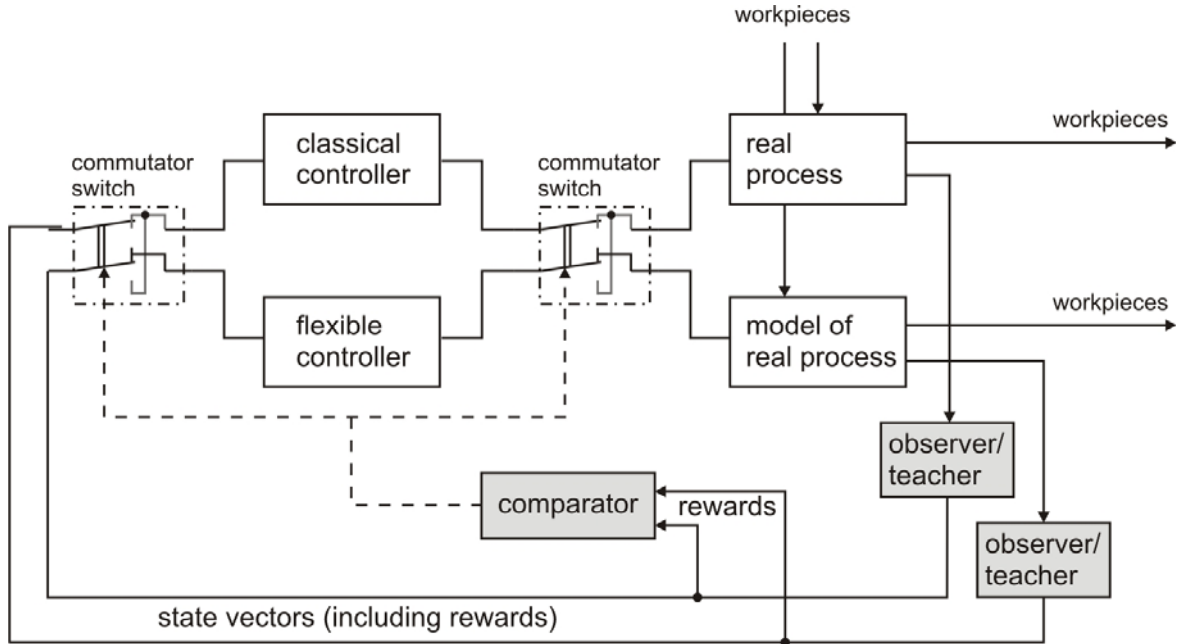 workpieces
classical
controller
real
process
workpieces
commutator
switch
commutator
switch
flexible
controller
model of
real process
workpieces
observer/
teacher
comparator
rewards
observer/
teacher
state vectors (including rewards)